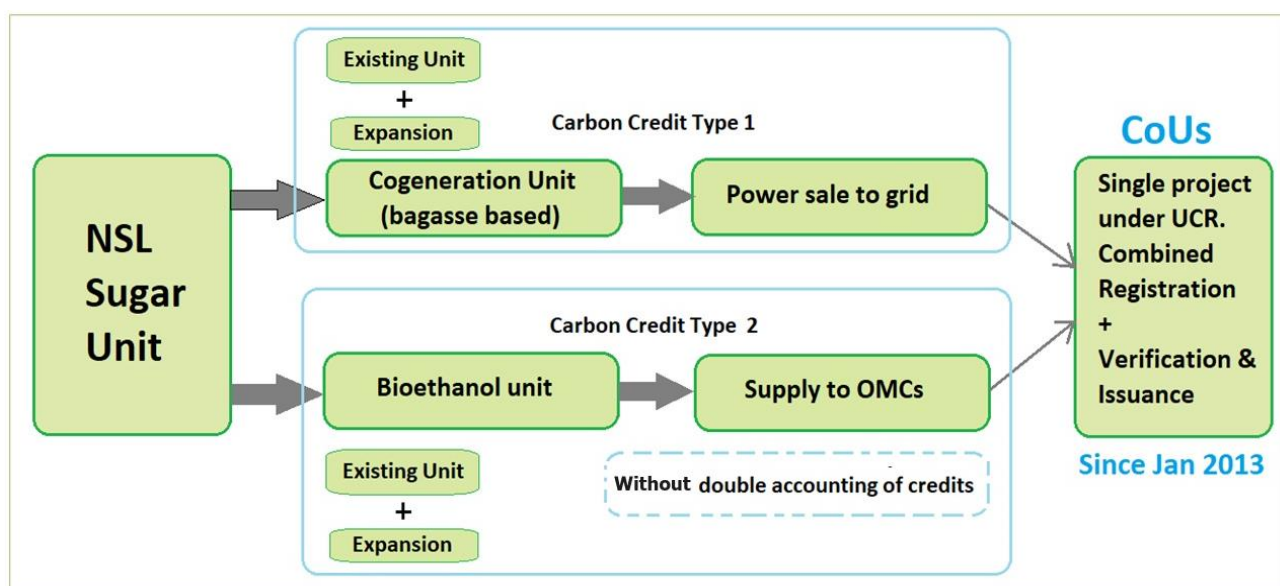 NSL
Sugar
Unit
Existing Unit
+
Expansion
Carbon Credit Type 1
Cogeneration Unit
(bagasse based)
Power sale to grid
Carbon Credit Type 2
Bioethanol unit
Supply to OMCs
Existing Unit
+
Expansion
Without double accounting of credits
CoUs
Single project
under UCR.
Combined
Registration
+
Verification &
Issuance
Since Jan 2013